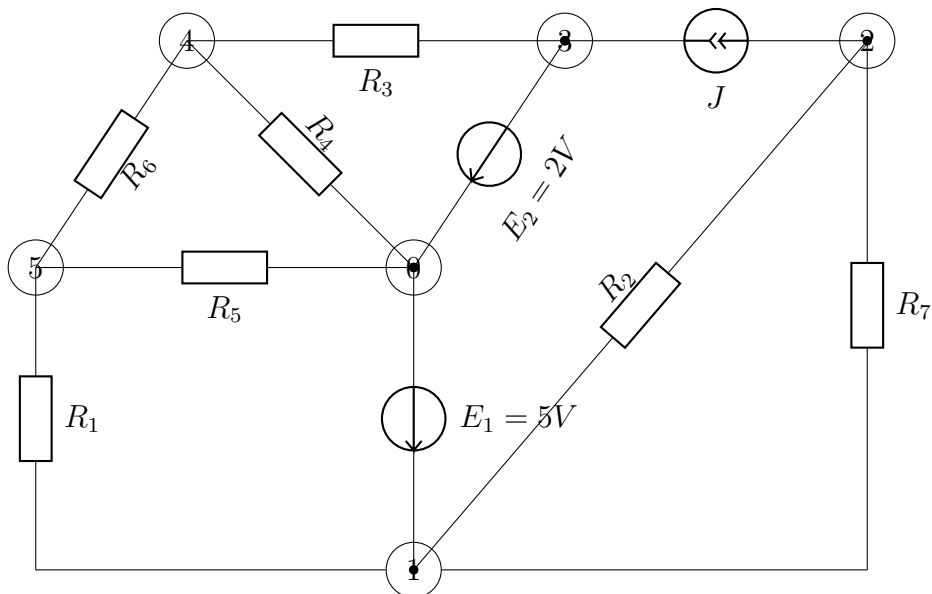 4
R₃
3
J
2
R₆
R₄
E₂ = 2V
5
R₅
0
R₂
R₇
R₁
E₁ = 5V
1